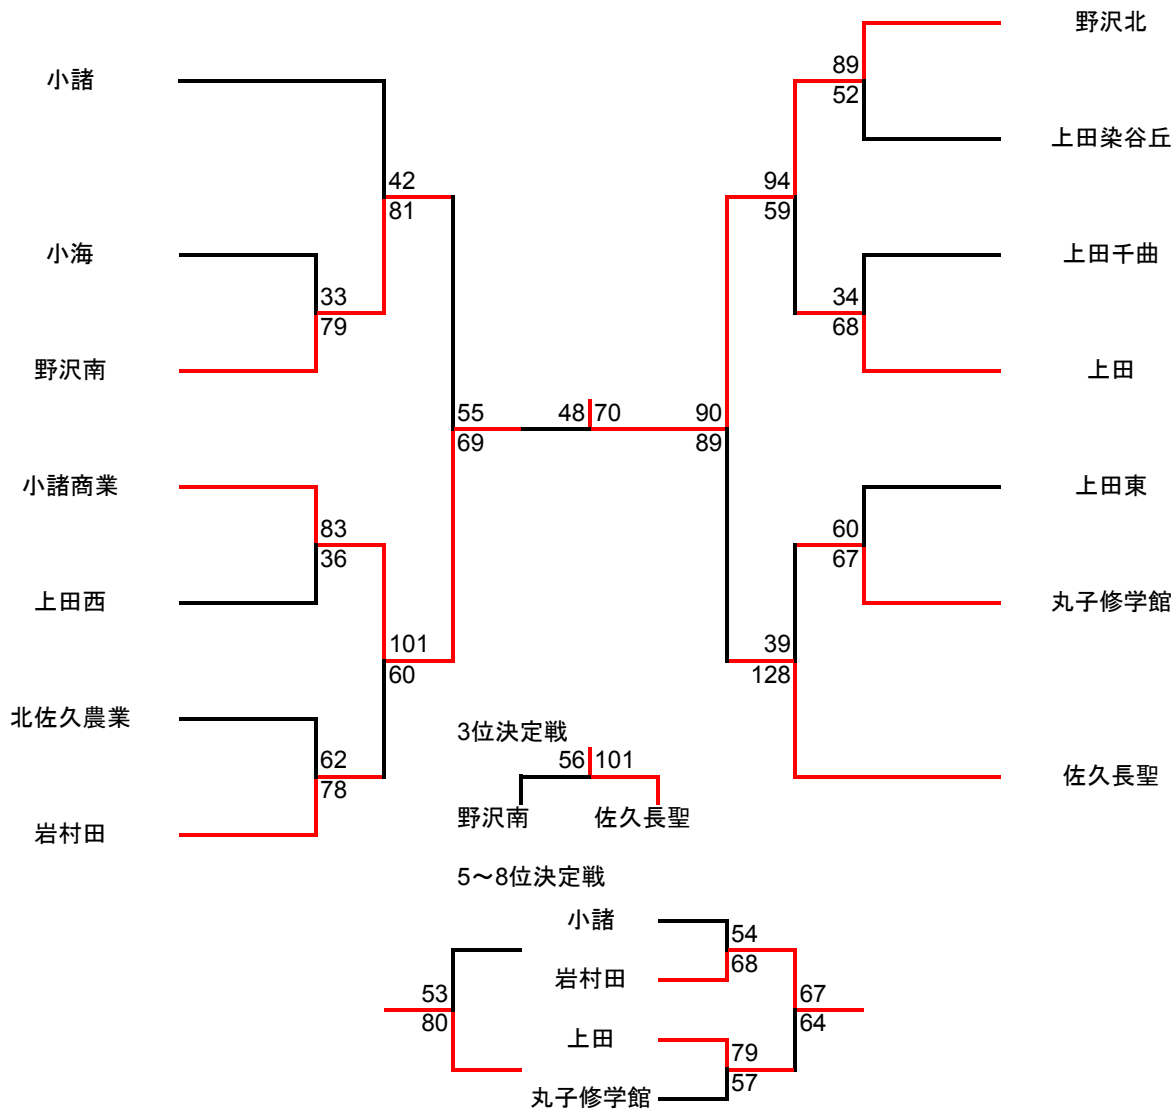 野沢北
小諸
89
52
上田染谷丘
42
81
94
59
小海
上田千曲
33
79
34
68
野沢南
上田
55
69
48 70
90
89
小諸商業
上田東
83
36
60
67
上田西
丸子修学館
101
60
39
128
北佐久農業
3位決定戦
56 101
佐久長聖
62
78
野沢南 佐久長聖
岩村田
5～8位決定戦
小諸
54
68
岩村田
53
80
67
64
上田
79
57
丸子修学館